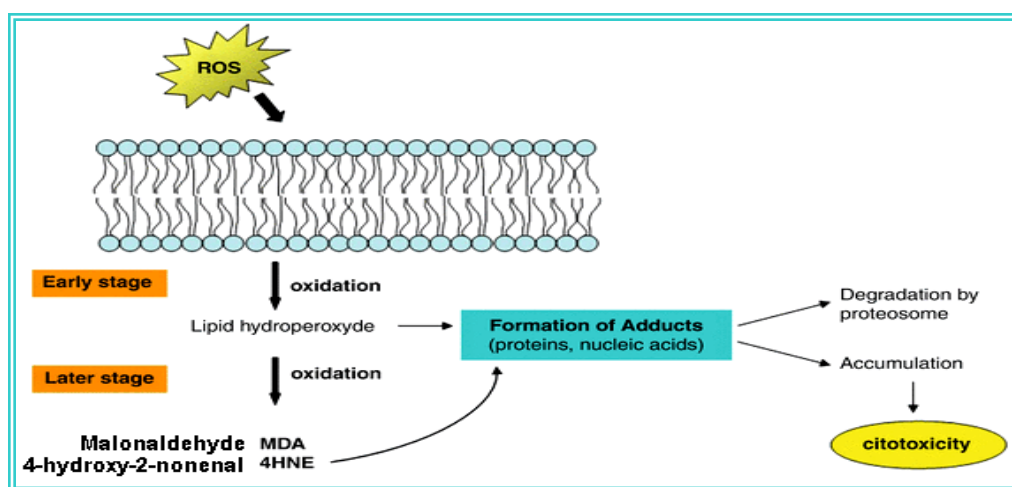 ROS
Early stage
oxidation
Lipid hydroperoxyde
Formation of Adducts
(proteins, nucleic acids)
Degradation by
proteosome
Later stage
oxidation
Accumulation
Malonaldehyde MDA
4-hydroxy-2-nonenal 4HNE
citotoxicity